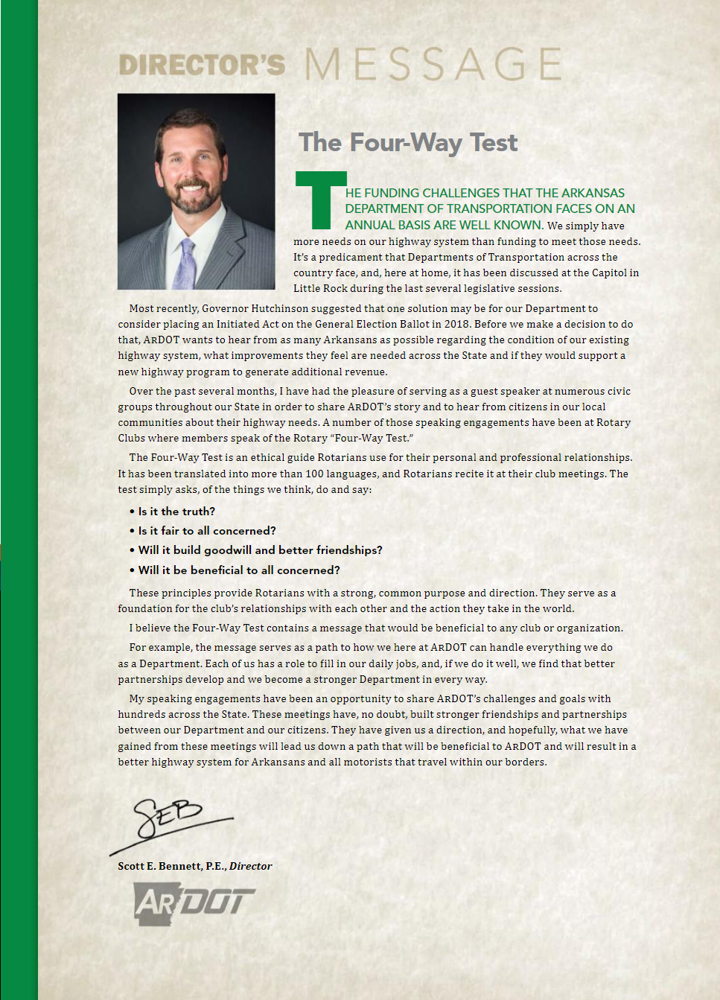 DIRECTOR'S MESSAGE
The Four-Way Test
THE FUNDING CHALLENGES THAT THE ARKANSAS
DEPARTMENT OF TRANSPORTATION FACES ON AN
ANNUAL BASIS ARE WELL KNOWN. We simply have
more needs on our highway system than funding to meet those needs.
It's a predicament that Departments of Transportation across the
country face, and, here at home, it has been discussed at the Capitol in
Little Rock during the last several legislative sessions.
Most recently, Governor Hutchinson suggested that one solution may be for our Department to
consider placing an Initiated Act on the General Election Ballot in 2018. Before we make a decision to do
that, ARDOT wants to hear from as many Arkansans as possible regarding the condition of our existing
highway system, what improvements they feel are needed across the State and if they would support a
new highway program to generate additional revenue.
Over the past several months, I have had the pleasure of serving as a guest speaker at numerous civic
groups throughout our State in order to share ARDOT's story and to hear from citizens in our local
communities about their highway needs. A number of those speaking engagements have been at Rotary
Clubs where members speak of the Rotary "Four-Way Test."
The Four-Way Test is an ethical guide Rotarians use for their personal and professional relationships.
It has been translated into more than 100 languages, and Rotarians recite it at their club meetings. The
test simply asks, of the things we think, do and say:
• Is it the truth?
• Is it fair to all concerned?
• Will it build goodwill and better friendships?
• Will it be beneficial to all concerned?
These principles provide Rotarians with a strong, common purpose and direction. They serve as a
foundation for the club's relationships with each other and the action they take in the world.
I believe the Four-Way Test contains a message that would be beneficial to any club or organization.
For example, the message serves as a path to how we here at ARDOT can handle everything we do
as a Department. Each of us has a role to fill in our daily jobs, and, if we do it well, we find that better
partnerships develop and we become a stronger Department in every way.
My speaking engagements have been an opportunity to share ARDOT's challenges and goals with
hundreds across the State. These meetings have, no doubt, built stronger friendships and partnerships
between our Department and our citizens. They have given us a direction, and hopefully, what we have
gained from these meetings will lead us down a path that will be beneficial to ARDOT and will result in a
better highway system for Arkansans and all motorists that travel within our borders.
SEB
Scott E. Bennett, P.E., Director
ARDOT